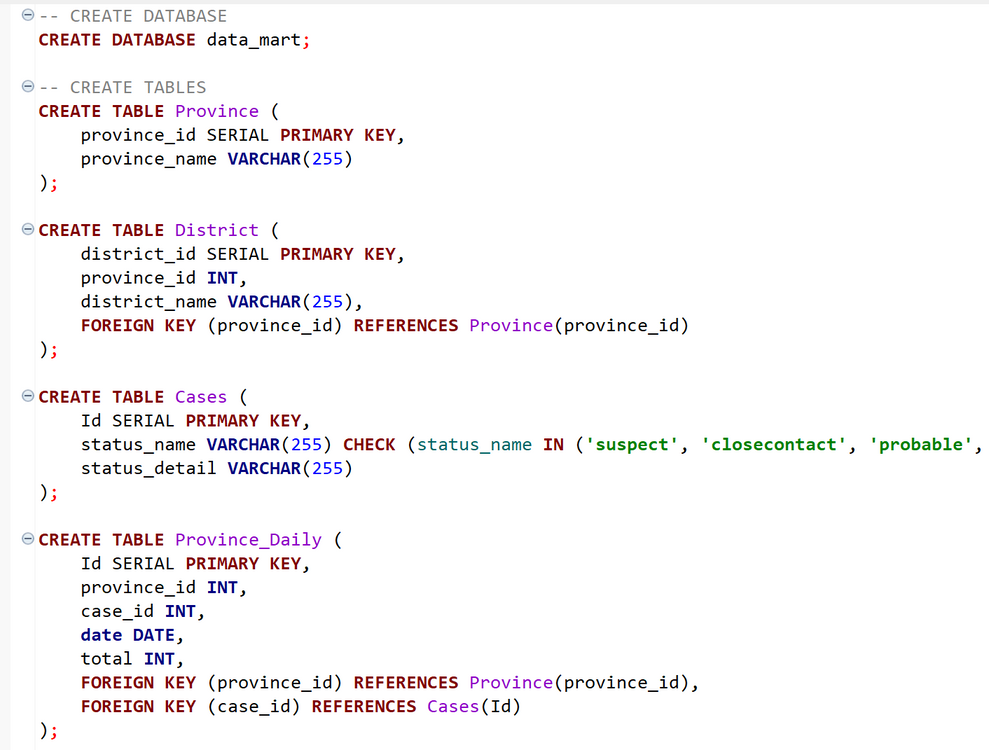 -- CREATE DATABASE
CREATE DATABASE data_mart;
-- CREATE TABLES
CREATE TABLE Province (
    province_id SERIAL PRIMARY KEY,
    province_name VARCHAR(255)
);
CREATE TABLE District (
    district_id SERIAL PRIMARY KEY,
    province_id INT,
    district_name VARCHAR(255),
    FOREIGN KEY (province_id) REFERENCES Province(province_id)
);
CREATE TABLE Cases (
    Id SERIAL PRIMARY KEY,
    status_name VARCHAR(255) CHECK (status_name IN ('suspect', 'closecontact', 'probable',
    status_detail VARCHAR(255)
);
CREATE TABLE Province_Daily (
    Id SERIAL PRIMARY KEY,
    province_id INT,
    case_id INT,
    date DATE,
    total INT,
    FOREIGN KEY (province_id) REFERENCES Province(province_id),
    FOREIGN KEY (case_id) REFERENCES Cases(Id)
);